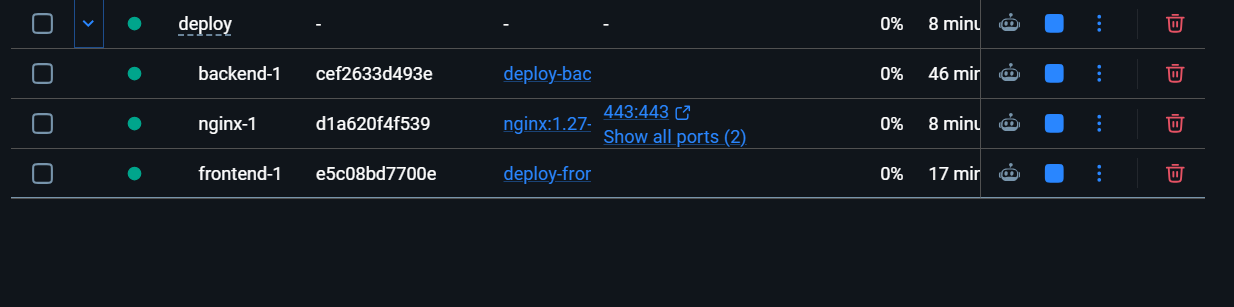 deploy - - - 0% 8 minu
backend-1 cef2633d493e deploy-bac 0% 46 min
nginx-1 d1a620f4f539 nginx:1.27- 443:443 0% 8 minu
Show all ports (2)
frontend-1 e5c08bd7700e deploy-fron 0% 17 min